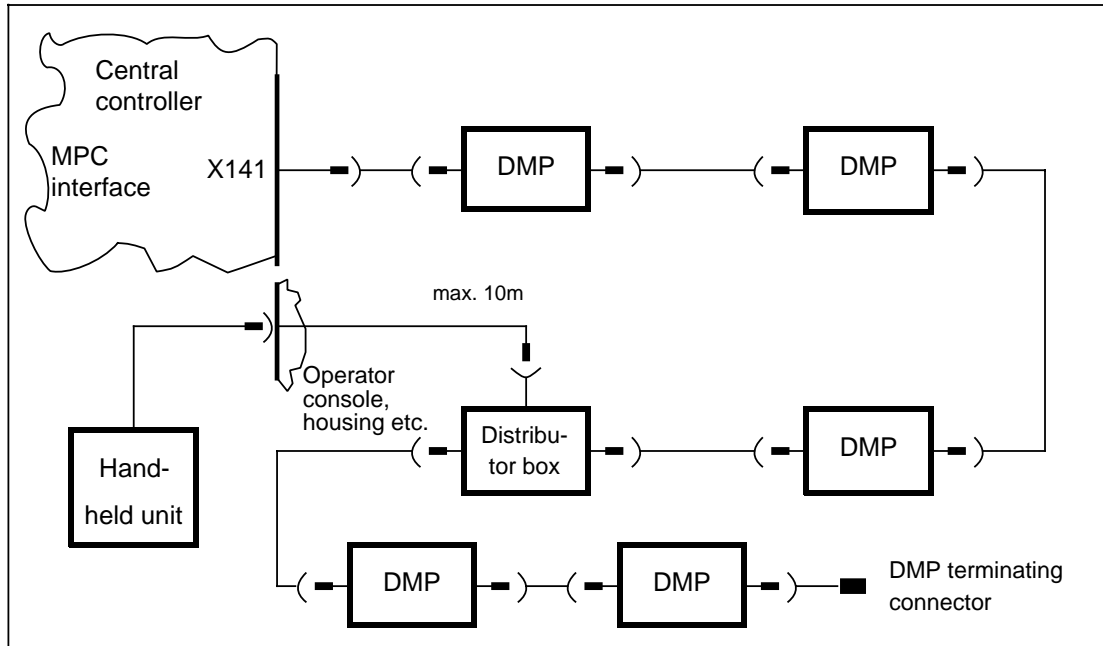 Central
controller
MPC
interface
X141
DMP
DMP
max. 10m
Operator
console,
housing etc.
Hand-
held unit
Distribu-
tor box
DMP
DMP
DMP
DMP terminating
connector